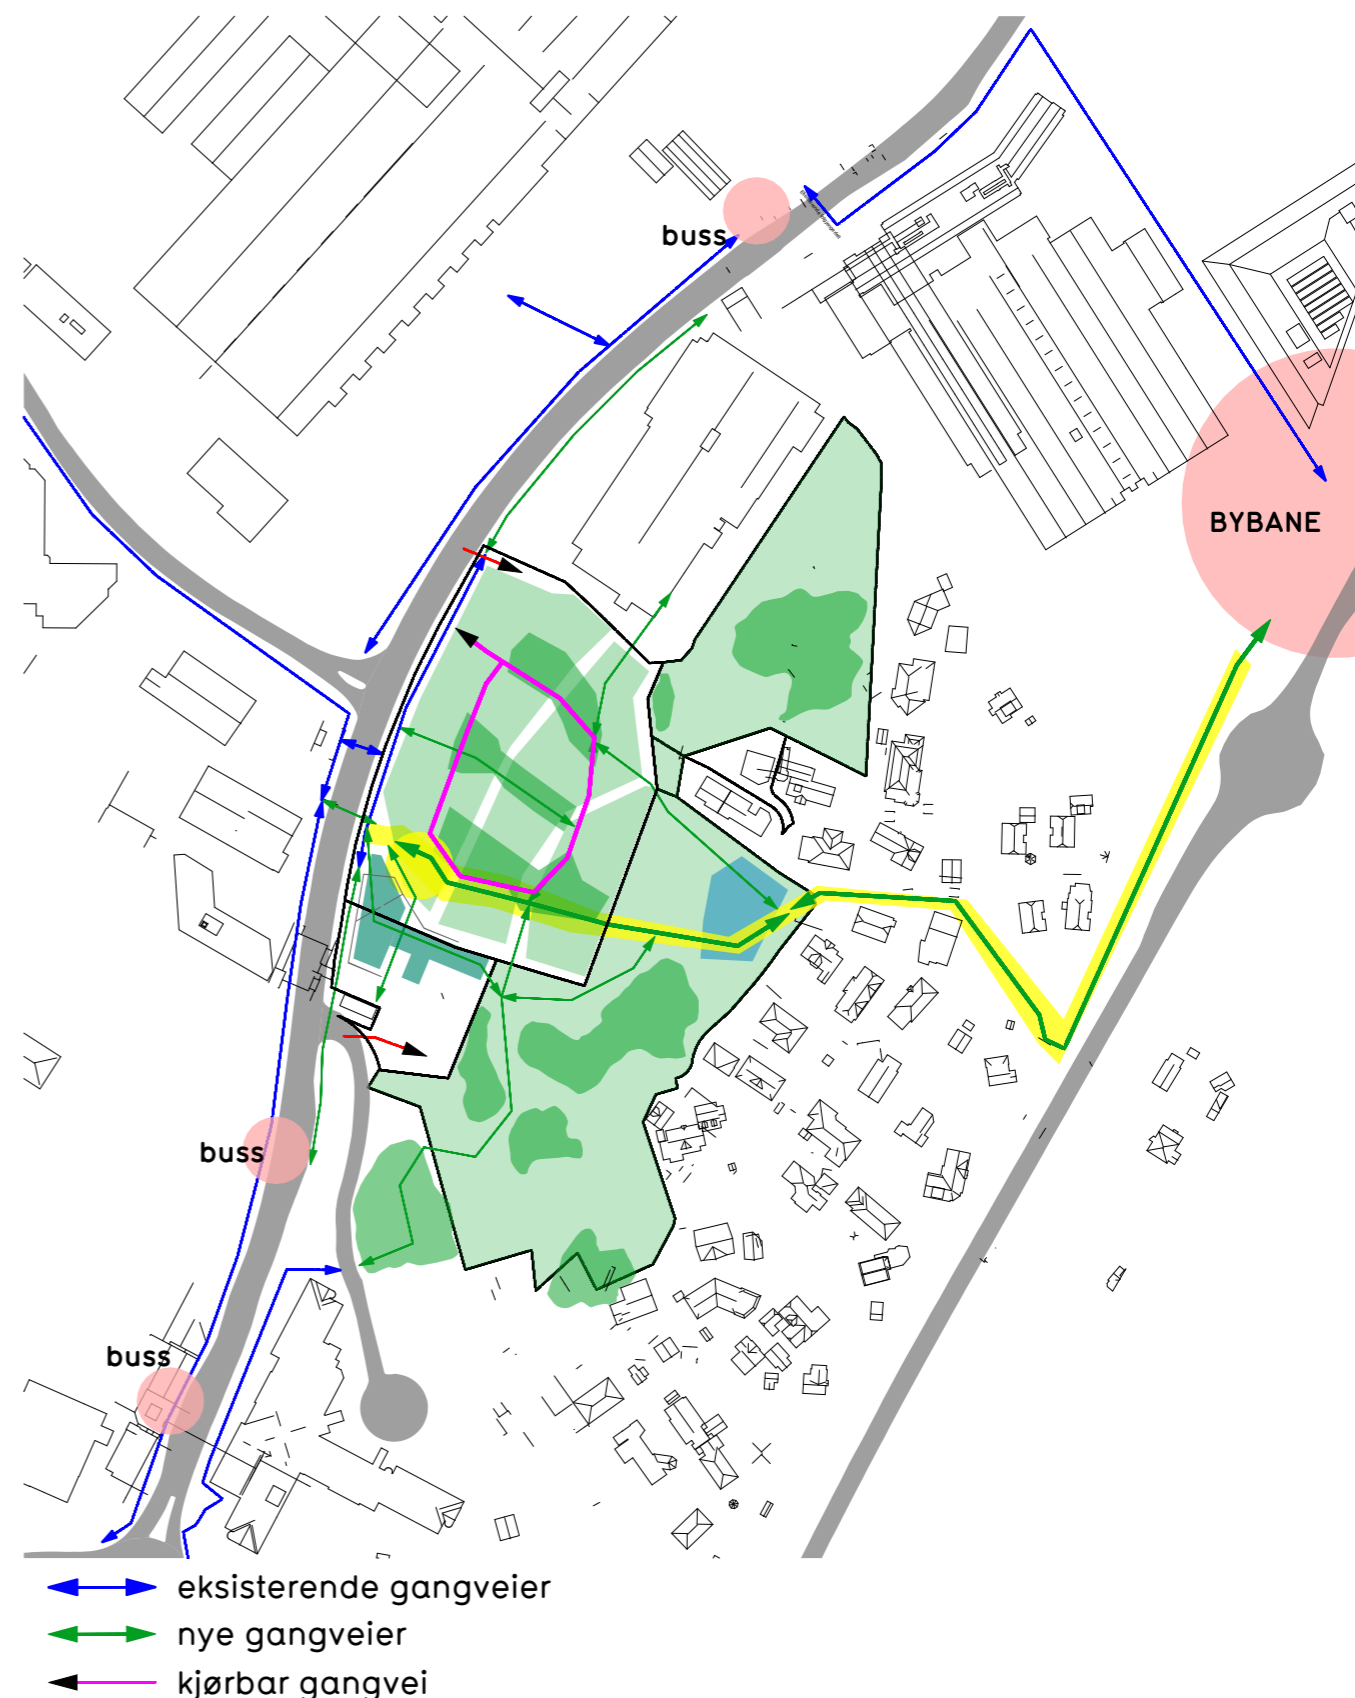 buss
BYBANE
buss
buss
eksisterende gangveier
nye gangveier
kjørbar gangvei